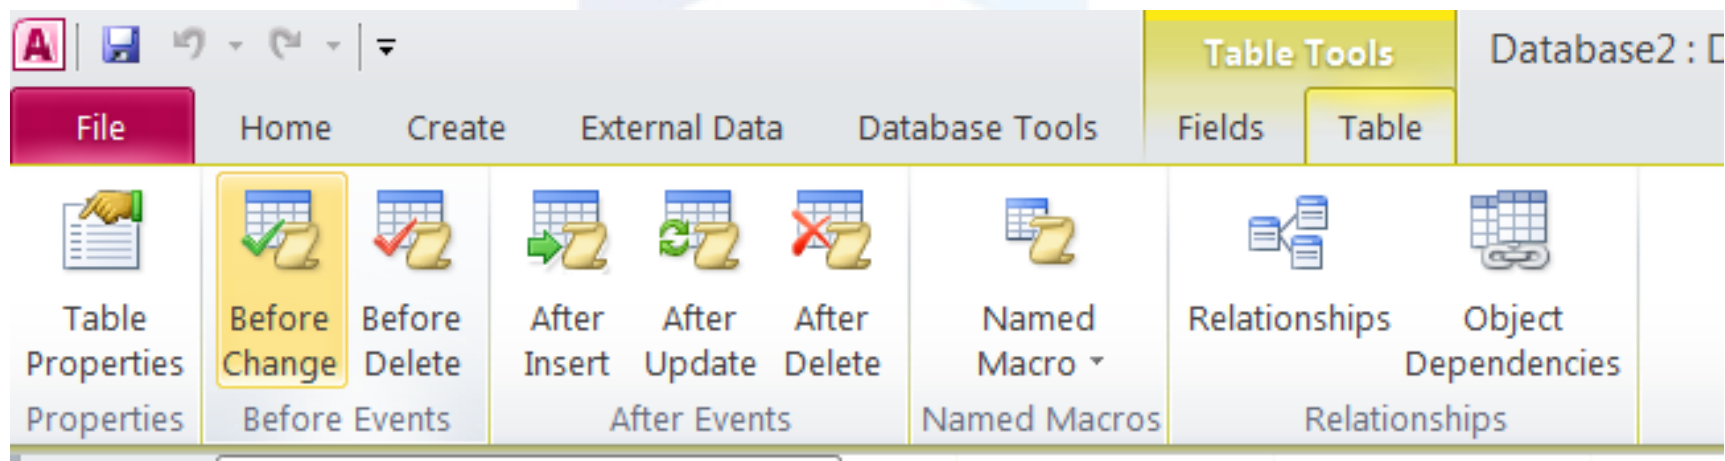 A
Table Tools
Database2 : D
File Home Create External Data Database Tools Fields Table
Table Properties
Before Change
Before Delete
After Insert
After Update
After Delete
Named Macro
Relationships
Object Dependencies
Properties
Before Events
After Events
Named Macros
Relationships